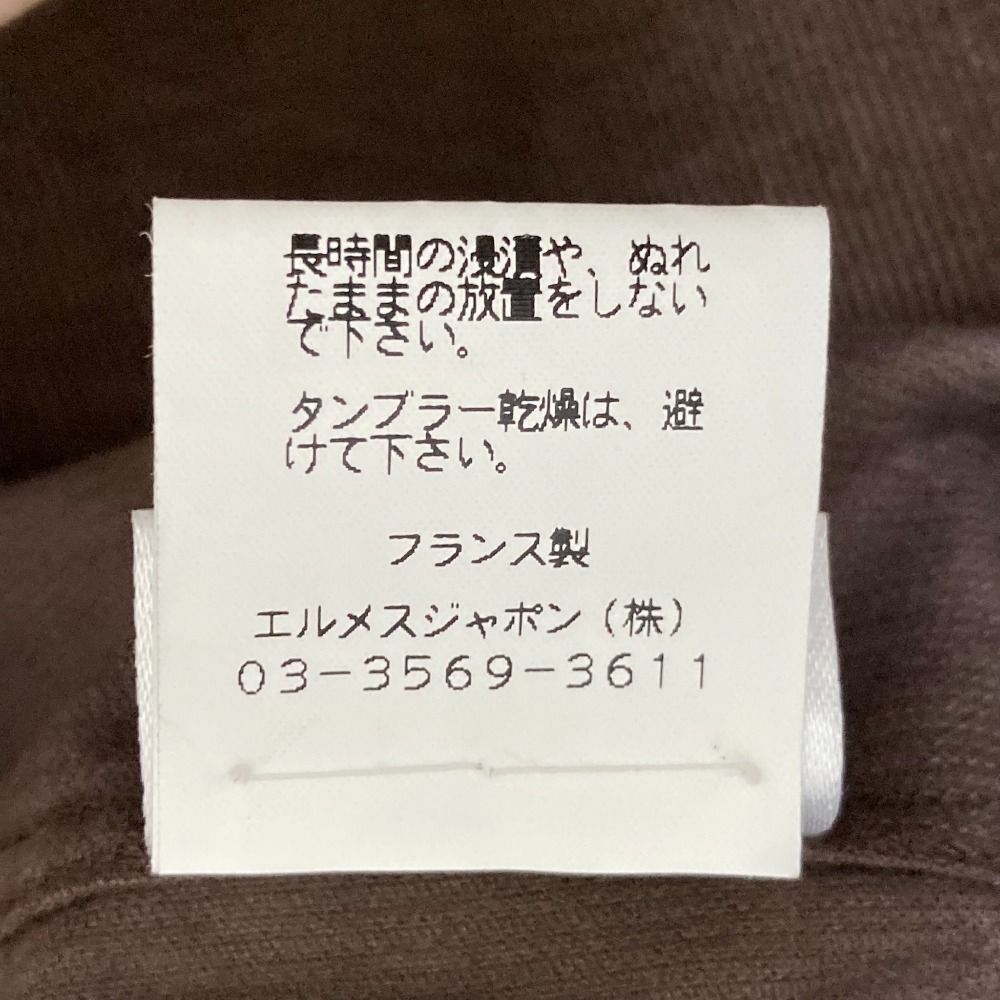 長時間の浸漬や、ぬれ
たままの放置をしない
で下さい。
タンブラー乾燥は、避
けて下さい。
フランス製
エルメスジャポン（株）
03-3569-3611